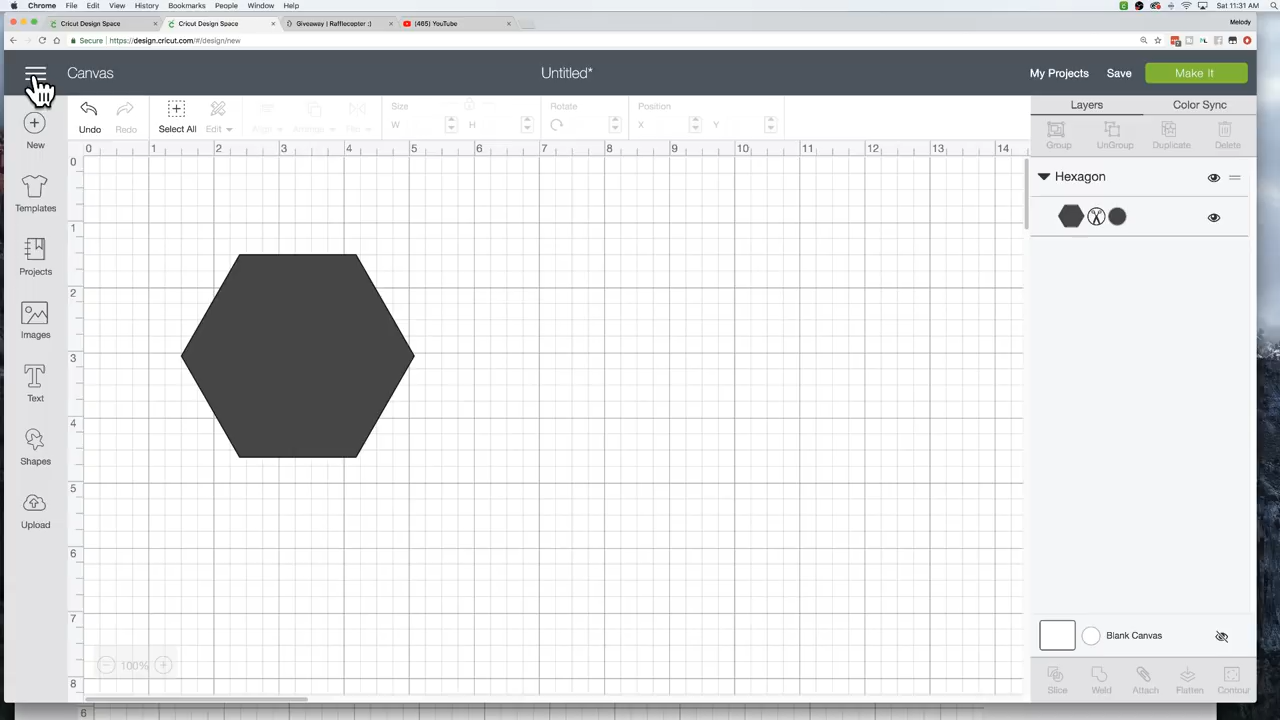 Chrome File Edit View History Bookmarks People Window Help Sat 11:31 AM
Cricut Design Space × Cricut Design Space × Giveaway | Rafflecopter :) × (465) YouTube × Melody
Secure https://design.cricut.com/#/design/new
Canvas Untitled* My Projects Save Make It
New
Templates
Projects
Images
Text
Shapes
Upload
Undo Redo Select All Edit Align Arrange Flip
Size W H
Rotate
Position X Y
Layers Color Sync
Group UnGroup Duplicate Delete
0 1 2 3 4 5 6 7 8 9 10 11 12 13 14
0
1
2
3
4
5
6
7
8
Hexagon
100%
Blank Canvas
Slice Weld Attach Flatten Contour
6